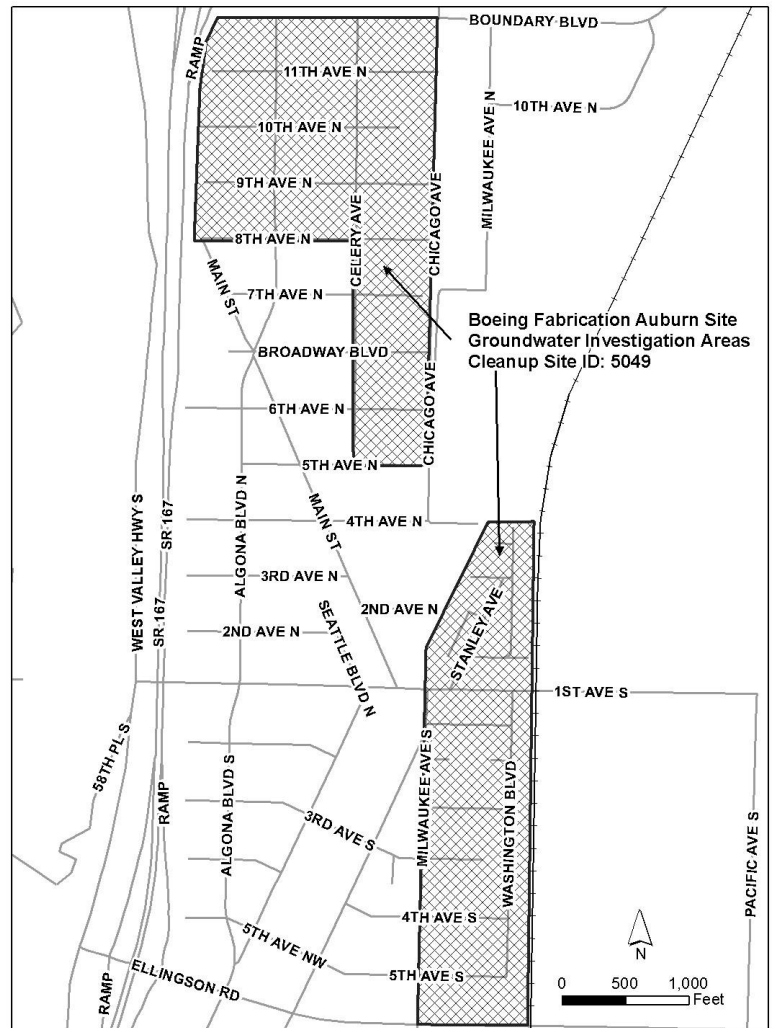 BOUNDARY BLVD
RAMP
11TH AVE N
10TH AVE N
10TH AVE N
MILWAUKEE AVE N
9TH AVE N
CELERY AVE
CHICAGO AVE
8TH AVE N
MAIN ST
7TH AVE N
Boeing Fabrication Auburn Site
Groundwater Investigation Areas
Cleanup Site ID: 5049
BROADWAY BLVD
CHICAGO AVE
6TH AVE N
5TH AVE N
WEST VALLEY HWY S
SR 167
ALGONA BLVD N
MAIN ST
4TH AVE N
3RD AVE N
SEATTLE BLVD N
2ND AVE N
STANLEY AVE
SR 167
2ND AVE N
1ST AVE S
58TH PL S
RAMP
ALGONA BLVD S
3RD AVE S
MILWAUKEE AVE S
WASHINGTON BLVD
PACIFIC AVE S
4TH AVE S
5TH AVE NW
5TH AVE S
ELLINGSON RD
RAMP
N
0 500 1,000
Feet